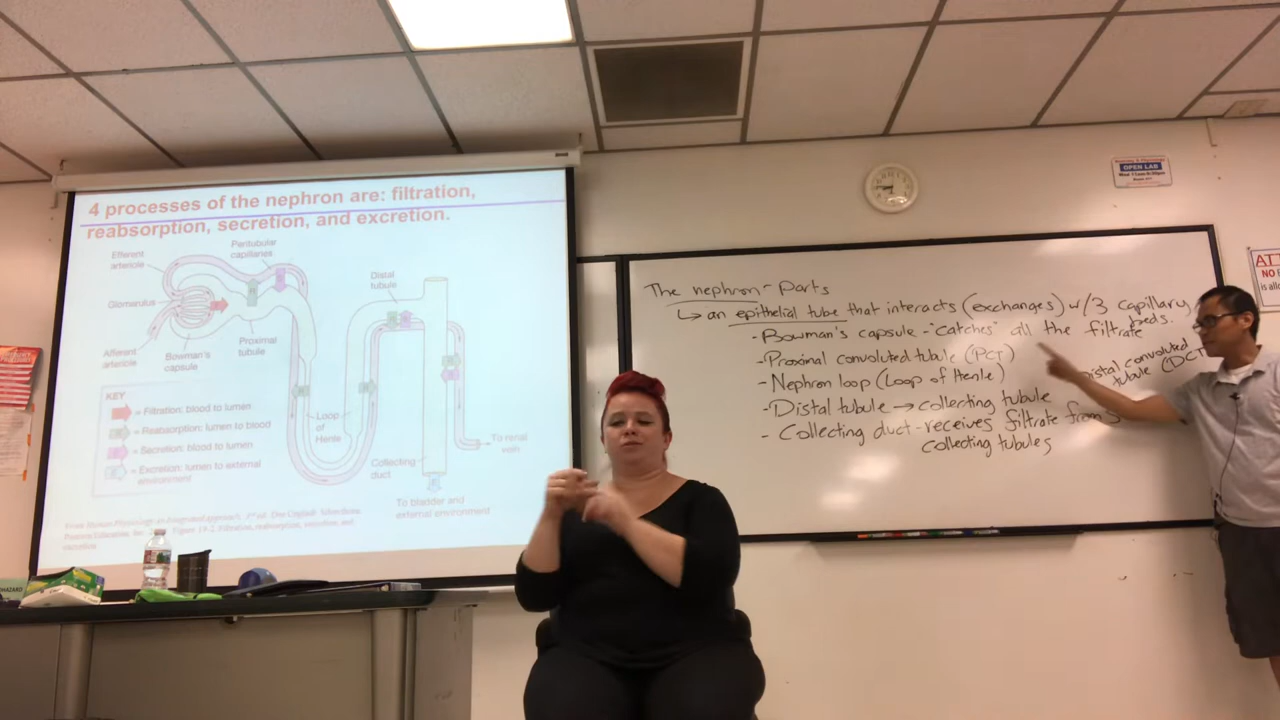 4 processes of the nephron are: filtration,
reabsorption, secretion, and excretion.
Efferent
arteriole
Peritubular
capillaries
Glomerulus
Distal
tubule
Afferent
arteriole
Bowman's
capsule
Proximal
tubule
KEY
= Filtration: blood to lumen
= Reabsorption: lumen to blood
= Secretion: blood to lumen
= Excretion: lumen to external
environment
Loop
of
Henle
Collecting
duct
To renal
vein
To bladder and
external environment
The nephron - Parts
↳ an epithelial tube that interacts (exchanges) w/3 capillary
beds.
- Bowman's capsule - "catches" all the filtrate
- Proximal convoluted tubule (PCT)
- Nephron loop (Loop of Henle)
- Distal tubule → collecting tubule
Distal convoluted
tubule (DCT
- Collecting duct - receives filtrate from
collecting tubules
OPEN LAB
NO